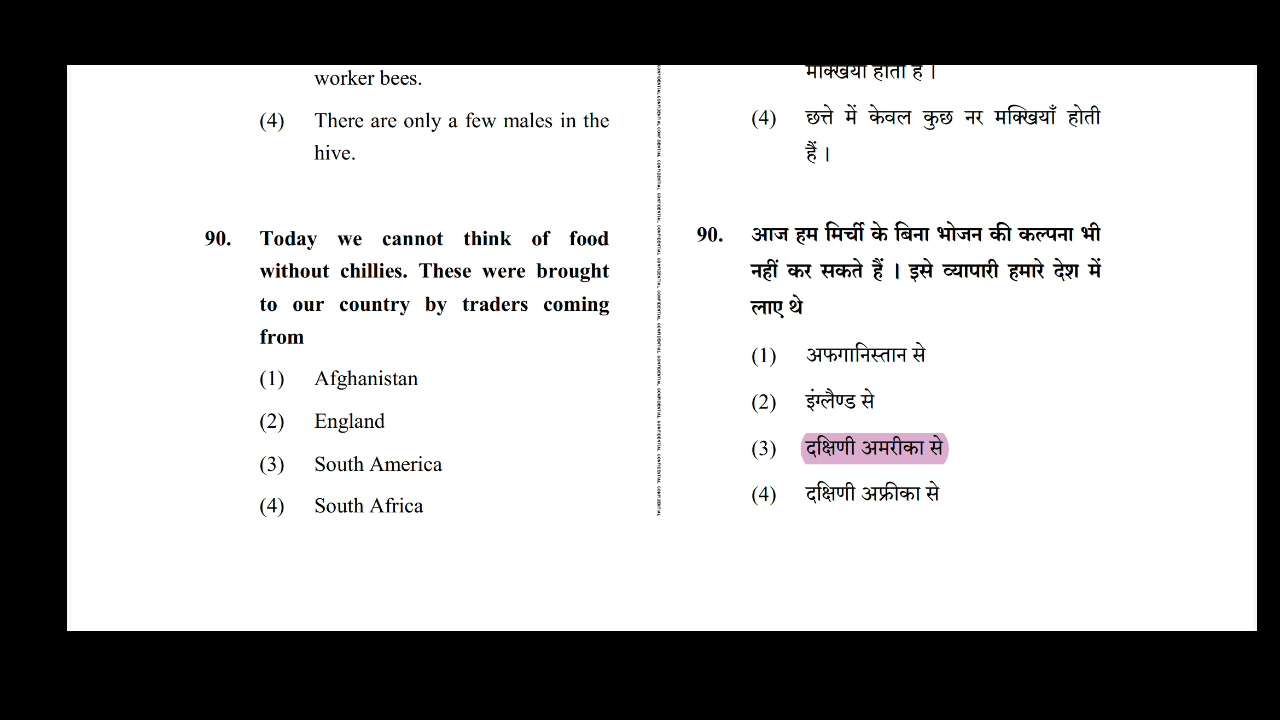 worker bees.
(4) There are only a few males in the
hive.
90. Today we cannot think of food
without chillies. These were brought
to our country by traders coming
from
(1) Afghanistan
(2) England
(3) South America
(4) South Africa
मक्खियाँ होती हैं ।
(4) छत्ते में केवल कुछ नर मक्खियाँ होती
हैं ।
90. आज हम मिर्ची के बिना भोजन की कल्पना भी
नहीं कर सकते हैं । इसे व्यापारी हमारे देश में
लाए थे
(1) अफगानिस्तान से
(2) इंग्लैण्ड से
(3) दक्षिणी अमरीका से
(4) दक्षिणी अफ्रीका से